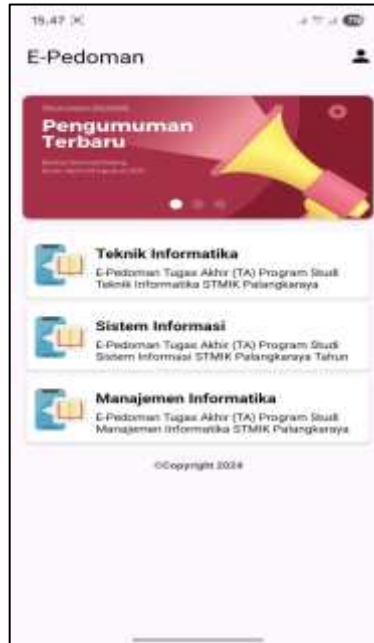 15.47
E-Pedoman
Pengumuman
Terbaru
Teknik Informatika
E-Pedoman Tugas Akhir (TA) Program Studi
Teknik Informatika STMIK Palangkaraya
Sistem Informasi
E-Pedoman Tugas Akhir (TA) Program Studi
Sistem Informasi STMIK Palangkaraya Tahun
Manajemen Informatika
E-Pedoman Tugas Akhir (TA) Program Studi
Manajemen Informatika STMIK Palangkaraya
©Copyright 2024